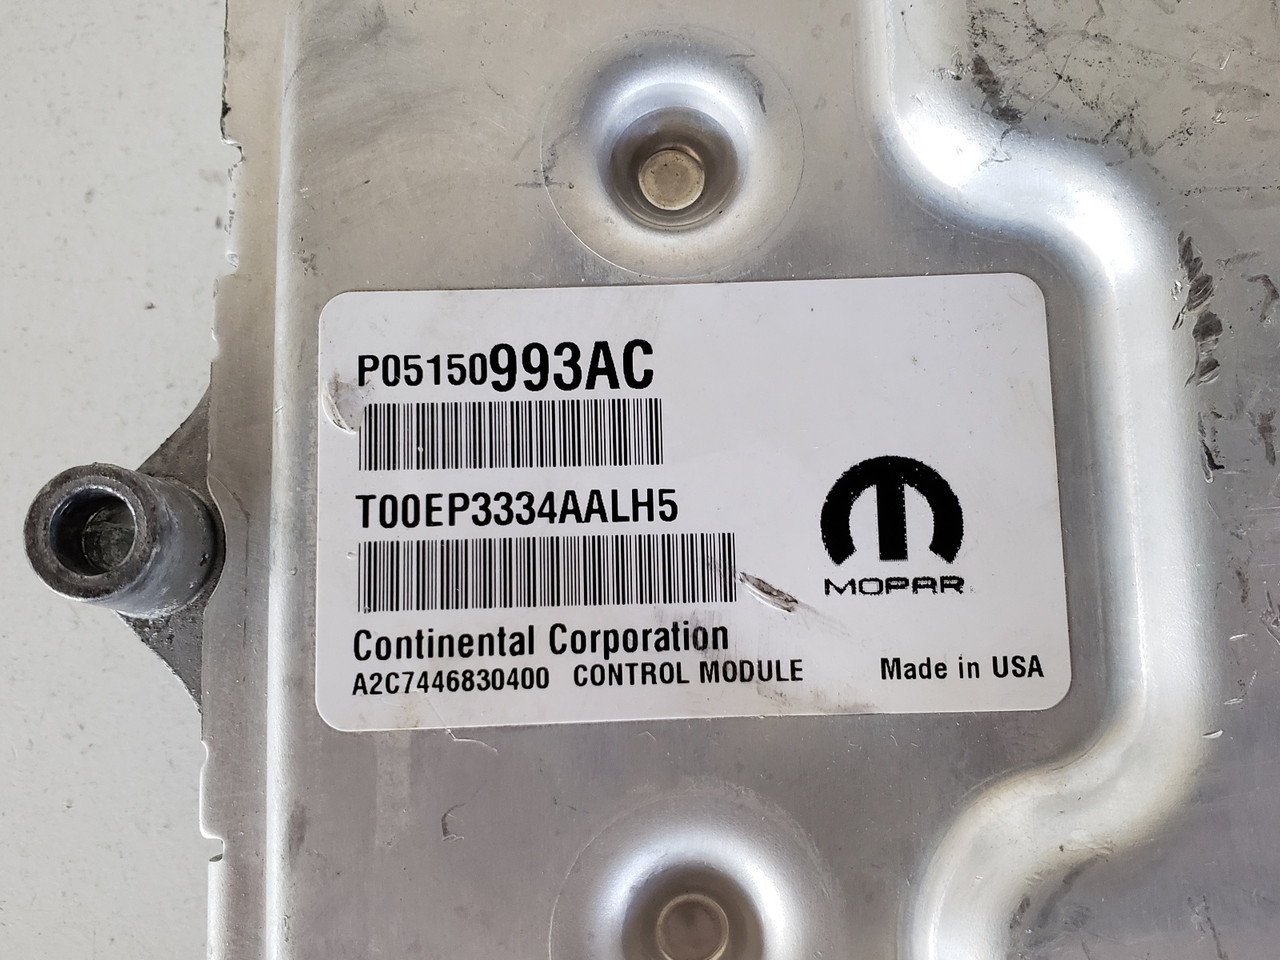 P05150993AC
T00EP3334AALH5
MOPAR
Continental Corporation
A2C7446830400 CONTROL MODULE Made in USA